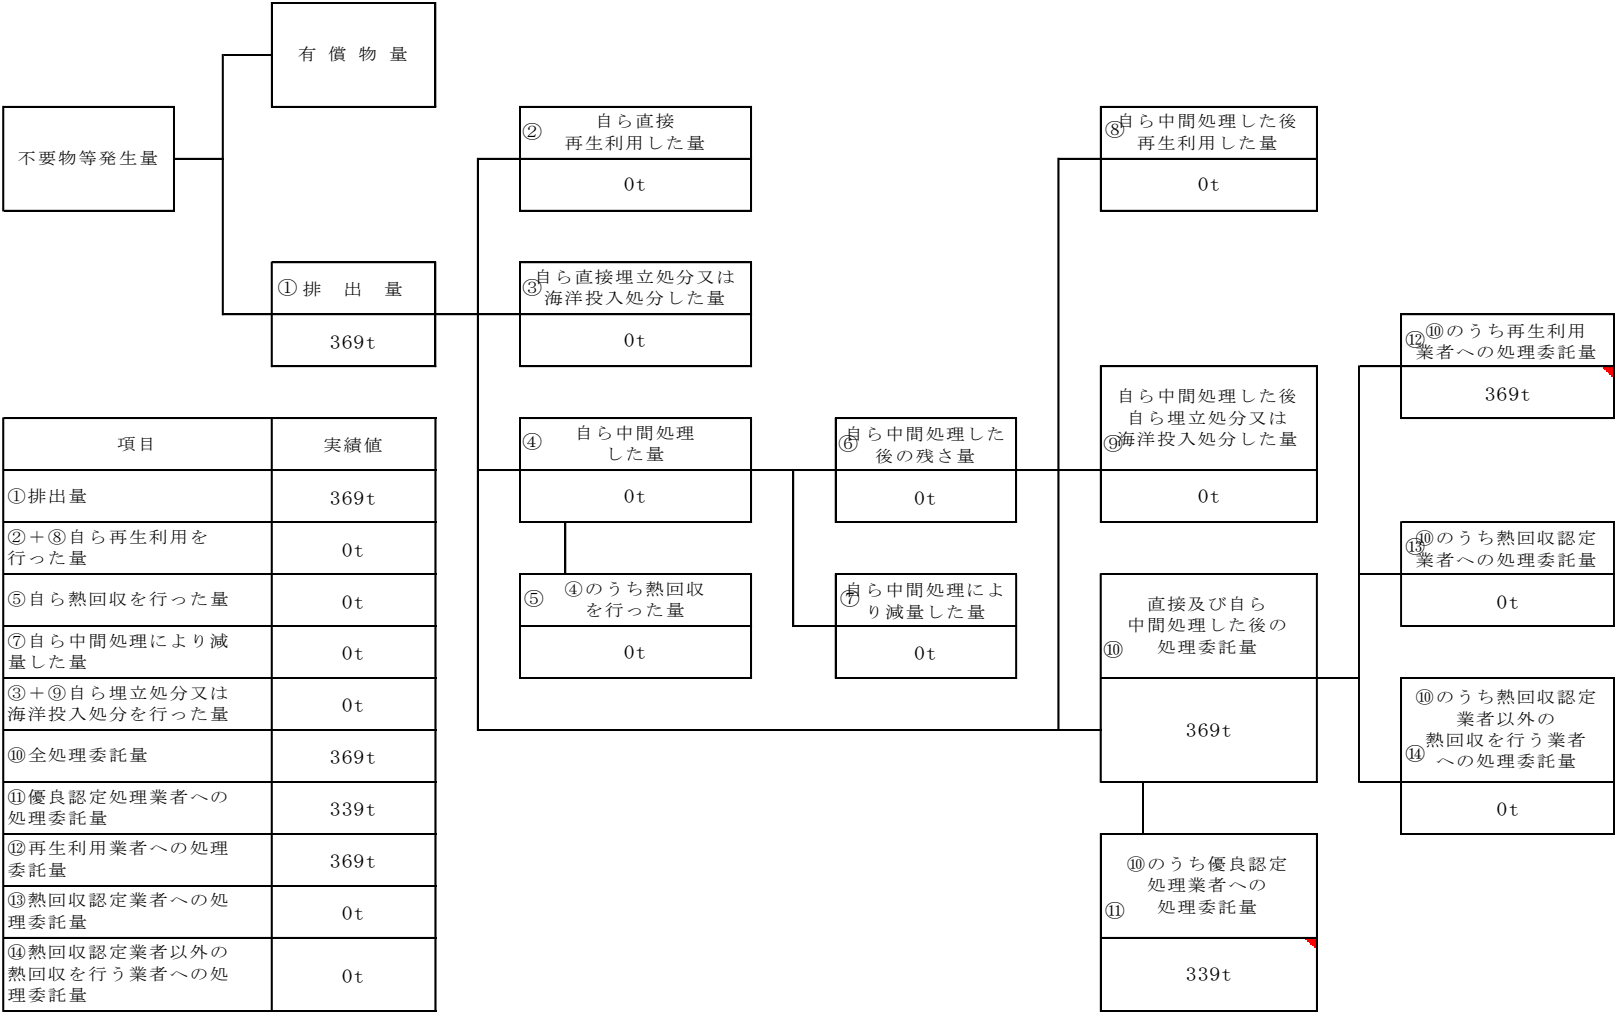 有 償 物 量
不要物等発生量
② 自ら直接
再生利用した量
0t
⑧ 自ら中間処理した後
再生利用した量
0t
① 排 出 量
369t
③ 自ら直接埋立処分又は
海洋投入処分した量
0t
⑫ ⑩のうち再生利用
業者への処理委託量
369t
④ 自ら中間処理
した量
0t
⑥ 自ら中間処理した
後の残さ量
0t
自ら中間処理した後
自ら埋立処分又は
⑨ 海洋投入処分した量
0t
⑤ ④のうち熱回収
を行った量
0t
⑦ 自ら中間処理によ
り減量した量
0t
直接及び自ら
中間処理した後の
⑩ 処理委託量
369t
⑬ ⑩のうち熱回収認定
業者への処理委託量
0t
⑩のうち熱回収認定
業者以外の
熱回収を行う業者
⑭ への処理委託量
0t
⑩のうち優良認定
処理業者への
⑪ 処理委託量
339t
項目 実績値
①排出量 369t
②＋⑧自ら再生利用を
行った量 0t
⑤自ら熱回収を行った量 0t
⑦自ら中間処理により減
量した量 0t
③＋⑨自ら埋立処分又は
海洋投入処分を行った量 0t
⑩全処理委託量 369t
⑪優良認定処理業者への
処理委託量 339t
⑫再生利用業者への処理
委託量 369t
⑬熱回収認定業者への処
理委託量 0t
⑭熱回収認定業者以外の
熱回収を行う業者への処
理委託量 0t